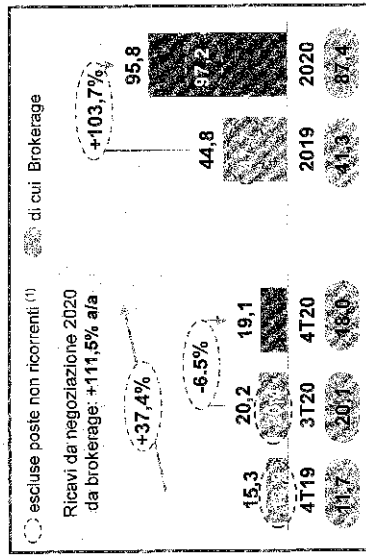 escluse poste non ricorrenti (1)
di cui Brokerage
Ricavi da negoziazione 2020
da brokerage: +111,5% a/a
+37,4%
-6.5%
+103,7%
15,3
20,2
19,1
44,8
95,8
97,2
4T19
3T20
4T20
2019
2020
11,7
20,1
18,0
41,3
87,4